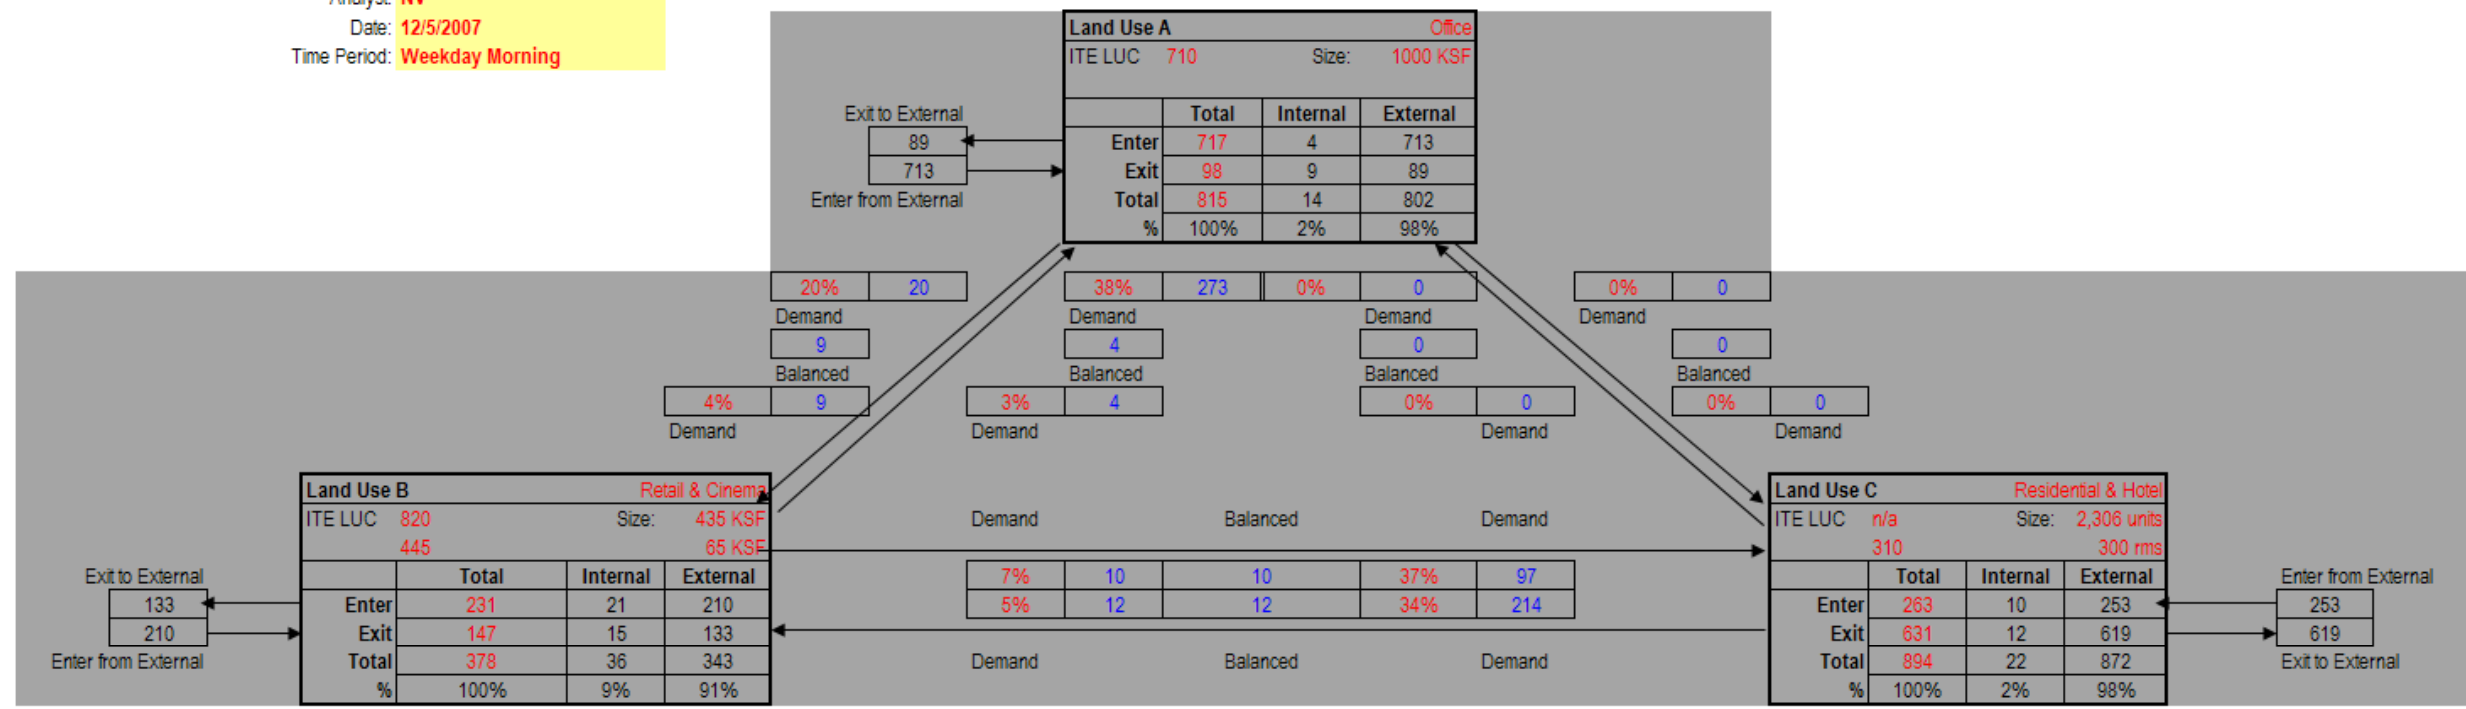 Analyst: NV
Date: 12/5/2007
Time Period: Weekday Morning
Land Use A Office
ITE LUC 710 Size: 1000 KSF
Total Internal External
Enter 717 4 713
Exit 98 9 89
Total 815 14 802
% 100% 2% 98%
Exit to External
89
713
Enter from External
20% 20 38% 273 0% 0 0% 0
Demand Demand Demand Demand
9 4 0 0
Balanced Balanced Balanced Balanced
4% 9 3% 4 0% 0 0% 0
Demand Demand Demand Demand
Land Use B Retail & Cinema
ITE LUC 820 Size: 435 KSF
445 65 KSF
Total Internal External
Enter 231 21 210
Exit 147 15 133
Total 378 36 343
% 100% 9% 91%
Exit to External
133
210
Enter from External
Demand Balanced Demand
7% 10 10 37% 97
5% 12 12 34% 214
Demand Balanced Demand
Land Use C Residential & Hotel
ITE LUC n/a Size: 2,306 units
310 300 rms
Total Internal External
Enter 263 10 253
Exit 631 12 619
Total 894 22 872
% 100% 2% 98%
Enter from External
253
619
Exit to External